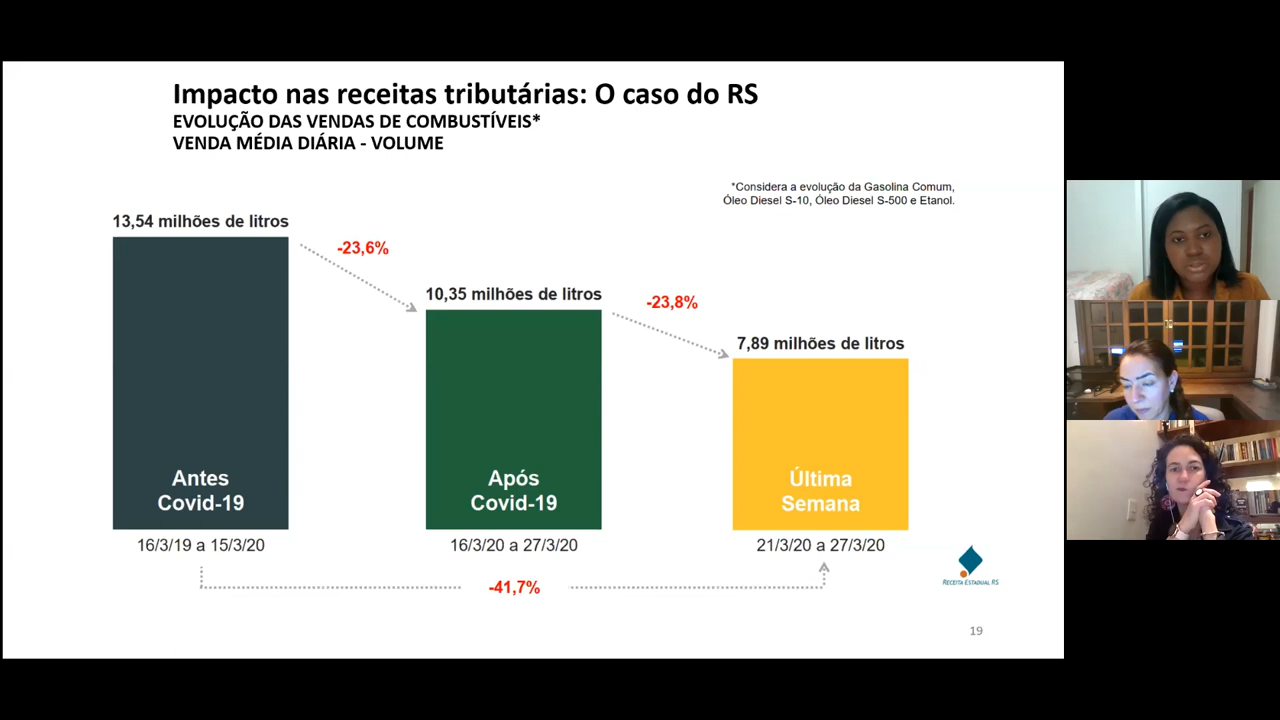 Impacto nas receitas tributárias: O caso do RS
EVOLUÇÃO DAS VENDAS DE COMBUSTÍVEIS*
VENDA MÉDIA DIÁRIA - VOLUME
*Considera a evolução da Gasolina Comum,
Óleo Diesel S-10, Óleo Diesel S-500 e Etanol.
13,54 milhões de litros
-23,6%
10,35 milhões de litros
-23,8%
7,89 milhões de litros
Antes
Covid-19
Após
Covid-19
Última
Semana
16/3/19 a 15/3/20
16/3/20 a 27/3/20
21/3/20 a 27/3/20
-41,7%
RECEITA ESTADUAL RS
19